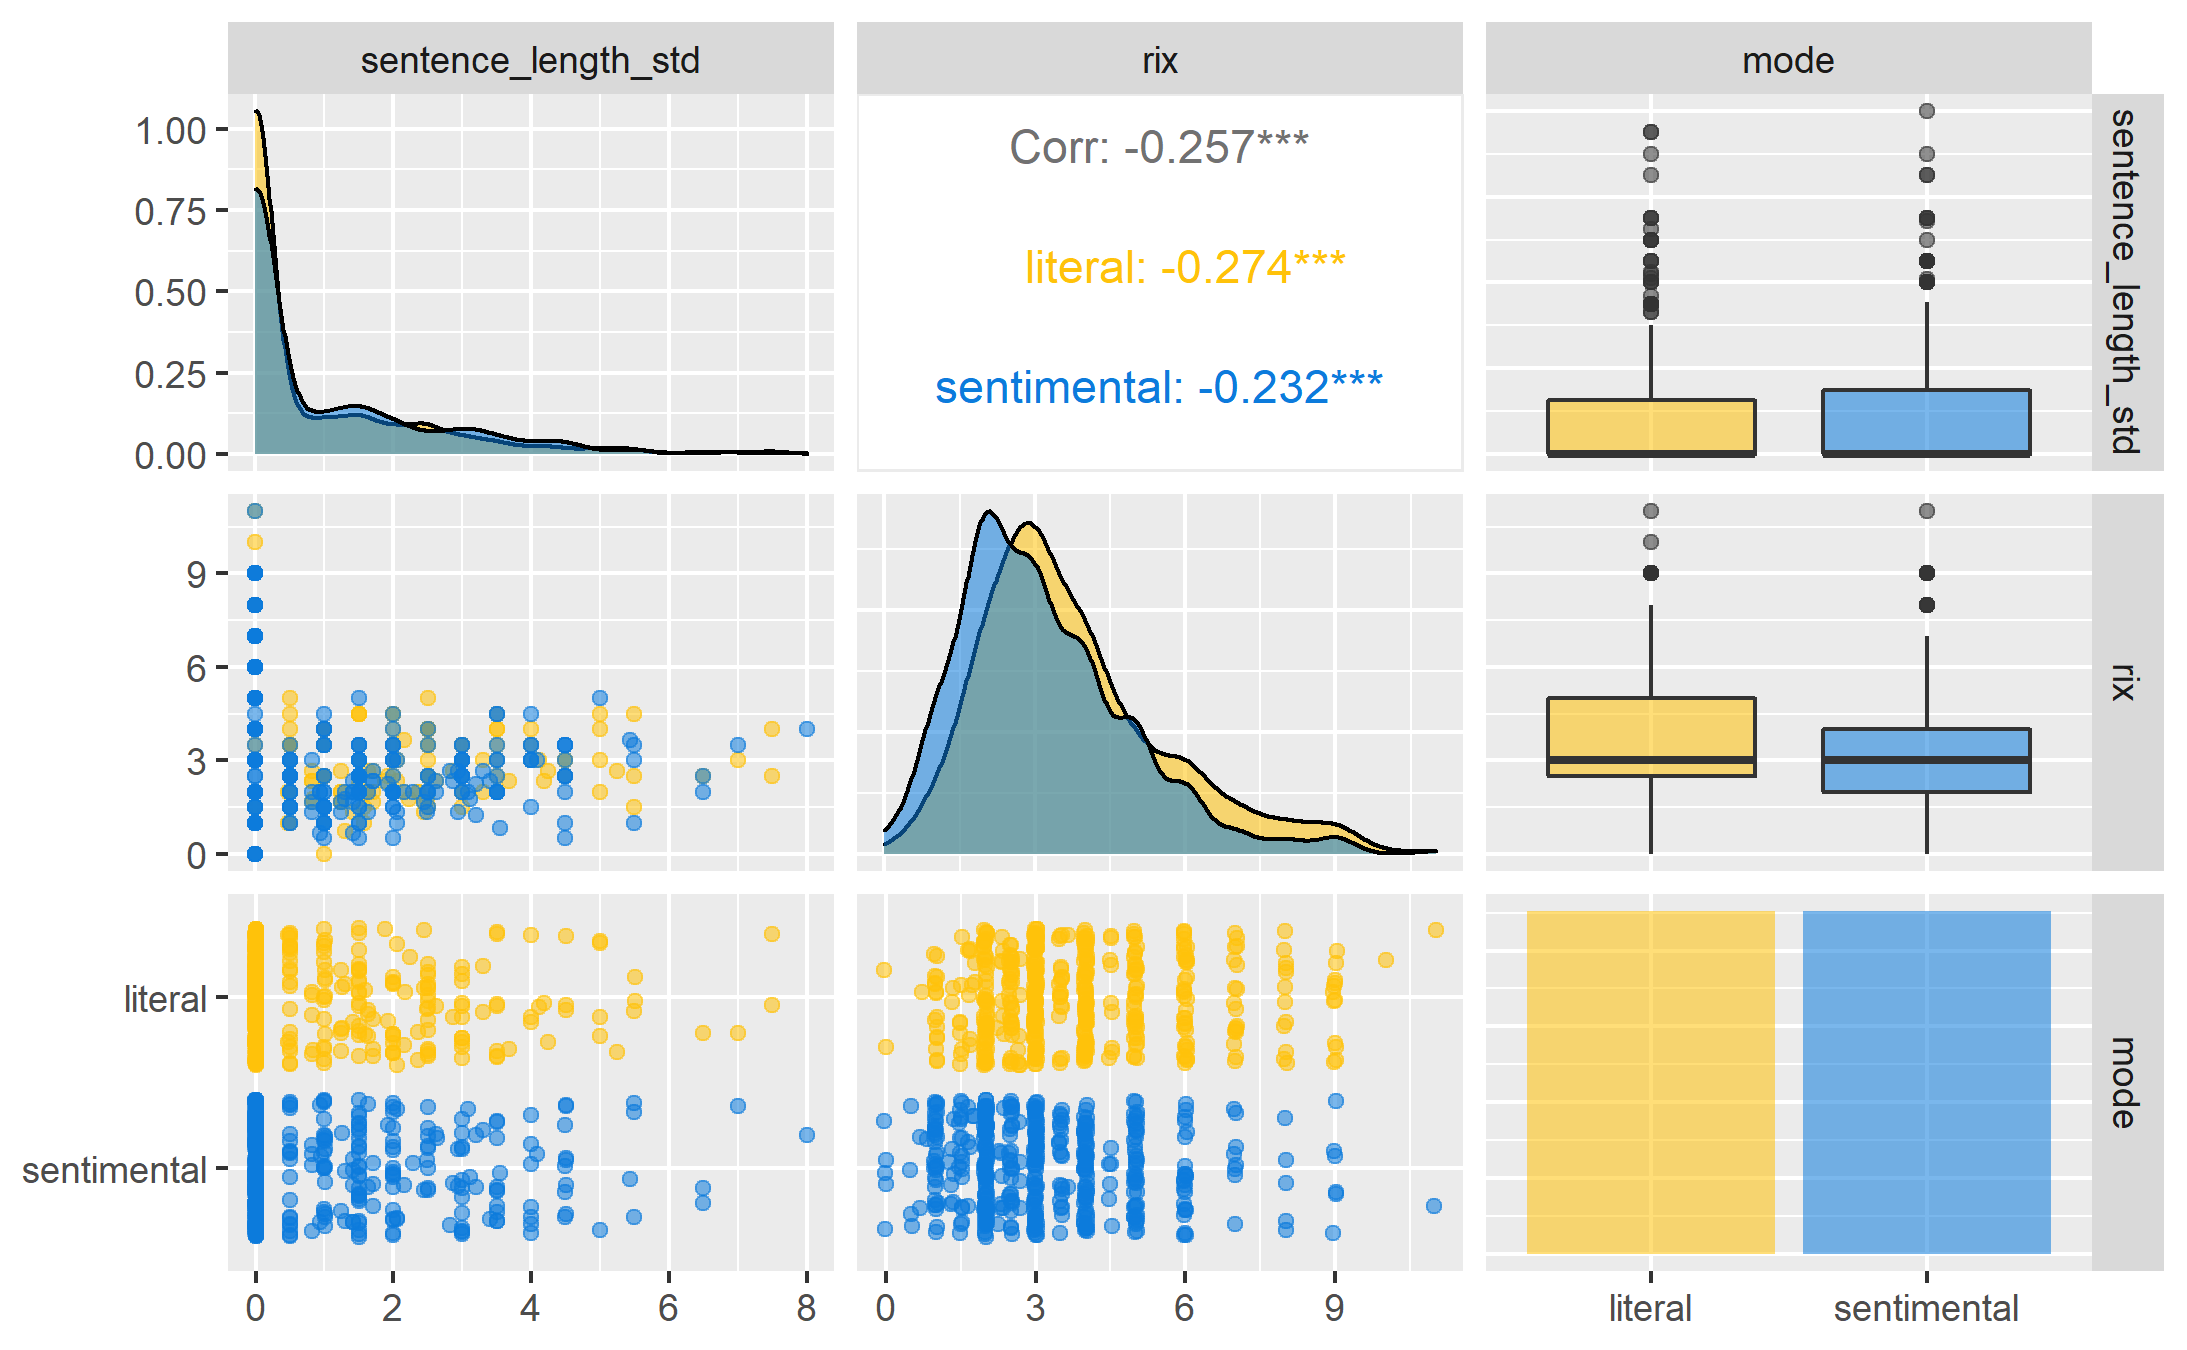 sentence_length_std
rix
mode
1.00
0.75
0.50
0.25
0.00
Corr: -0.257***
literal: -0.274***
sentimental: -0.232***
sentence_length_std
9
6
3
0
rix
literal
sentimental
mode
0 2 4 6 8
0 3 6 9
literal sentimental